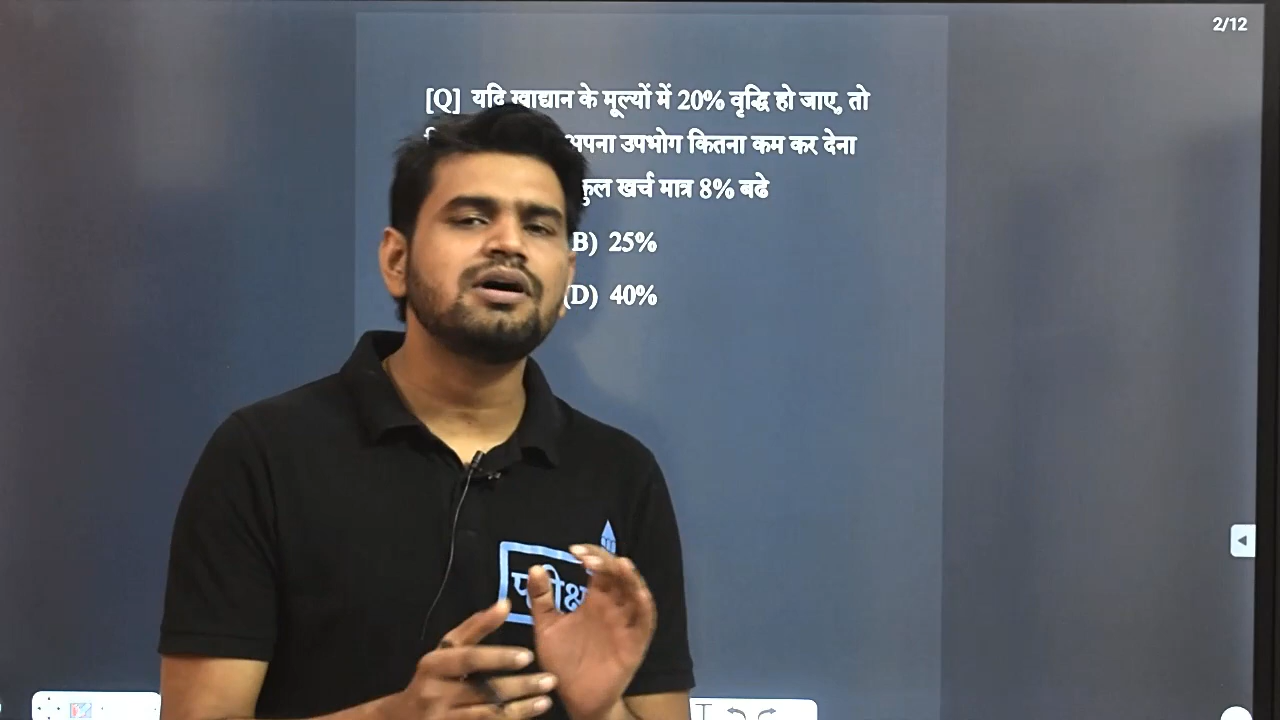 2/12
[Q] यदि खाद्यान के मूल्यों में 20% वृद्धि हो जाए, तो
अपना उपभोग कितना कम कर देना
कुल खर्च मात्र 8% बढे
B) 25%
(D) 40%